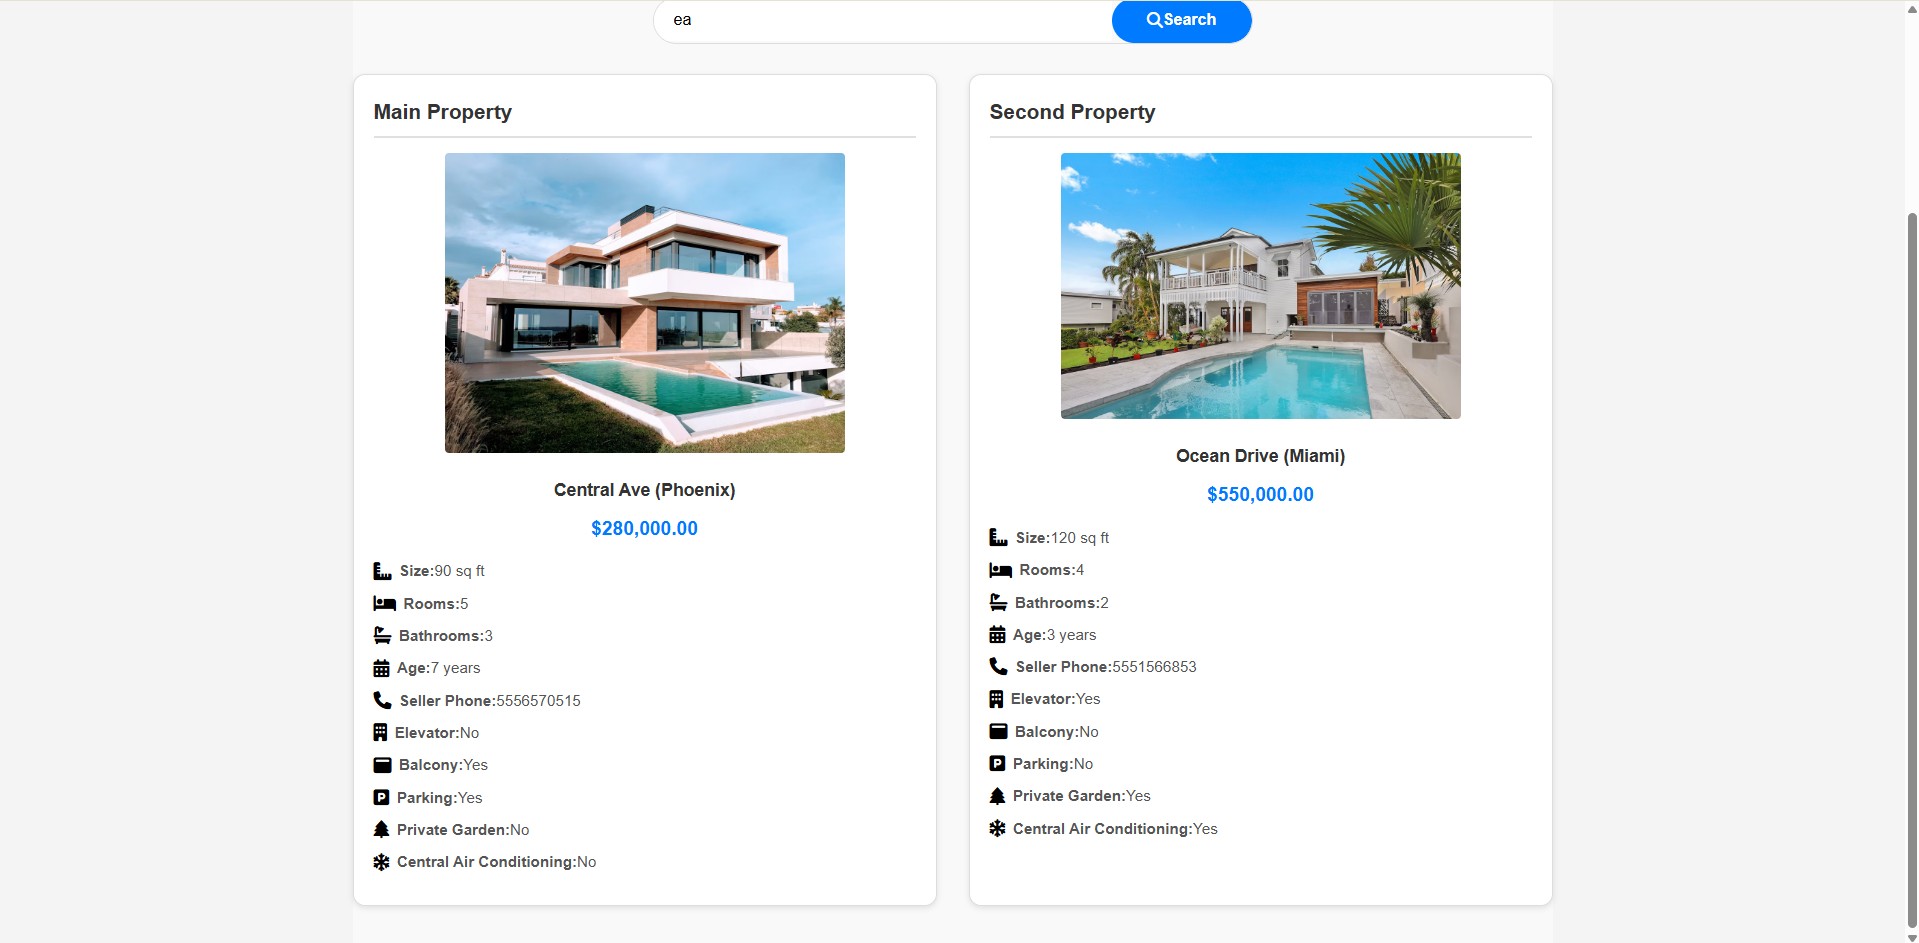 ea
Search
Main Property
Central Ave (Phoenix)
$280,000.00
Size:90 sq ft
Rooms:5
Bathrooms:3
Age:7 years
Seller Phone:5556570515
Elevator:No
Balcony:Yes
Parking:Yes
Private Garden:No
Central Air Conditioning:No
Second Property
Ocean Drive (Miami)
$550,000.00
Size:120 sq ft
Rooms:4
Bathrooms:2
Age:3 years
Seller Phone:5551566853
Elevator:Yes
Balcony:No
Parking:No
Private Garden:Yes
Central Air Conditioning:Yes